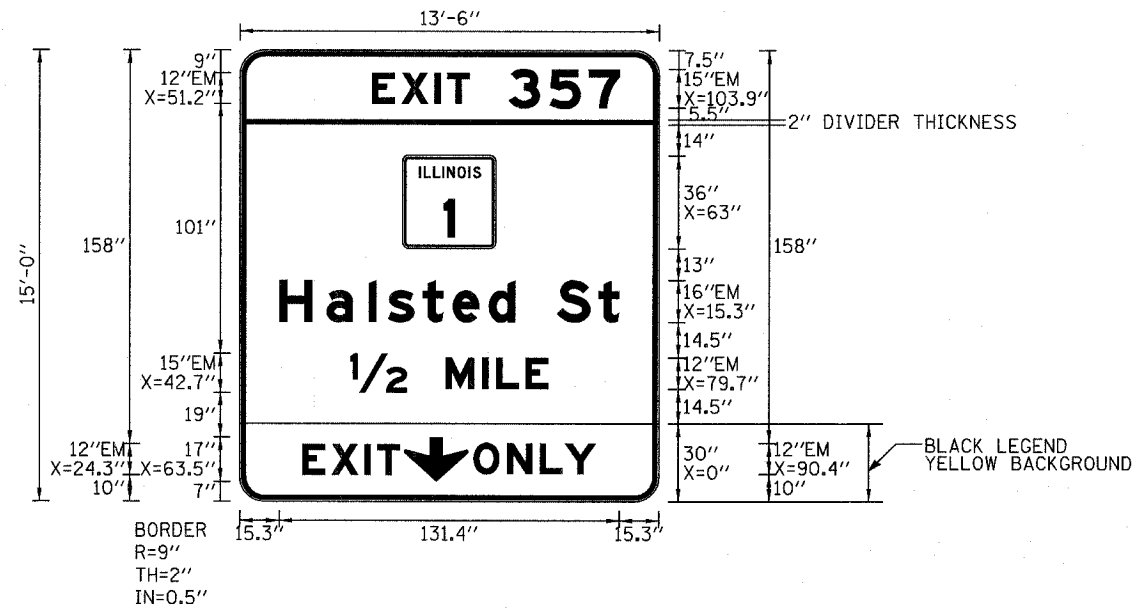 13'-6"
9"
12"EM
X=51.2"
101"
15"EM
X=42.7"
19"
17"
X=63.5"
7"
158"
12"EM
X=24.3"
10"
15'-0"
EXIT 357
ILLINOIS
1
Halsted St
1/2 MILE
EXIT ONLY
7.5"
15"EM
X=103.9"
5.5"
2" DIVIDER THICKNESS
14"
36"
X=63"
13"
16"EM
X=15.3"
14.5"
12"EM
X=79.7"
14.5"
30"
X=0"
158"
12"EM
X=90.4"
10"
BLACK LEGEND
YELLOW BACKGROUND
15.3" 131.4" 15.3"
BORDER
R=9"
TH=2"
IN=0.5"